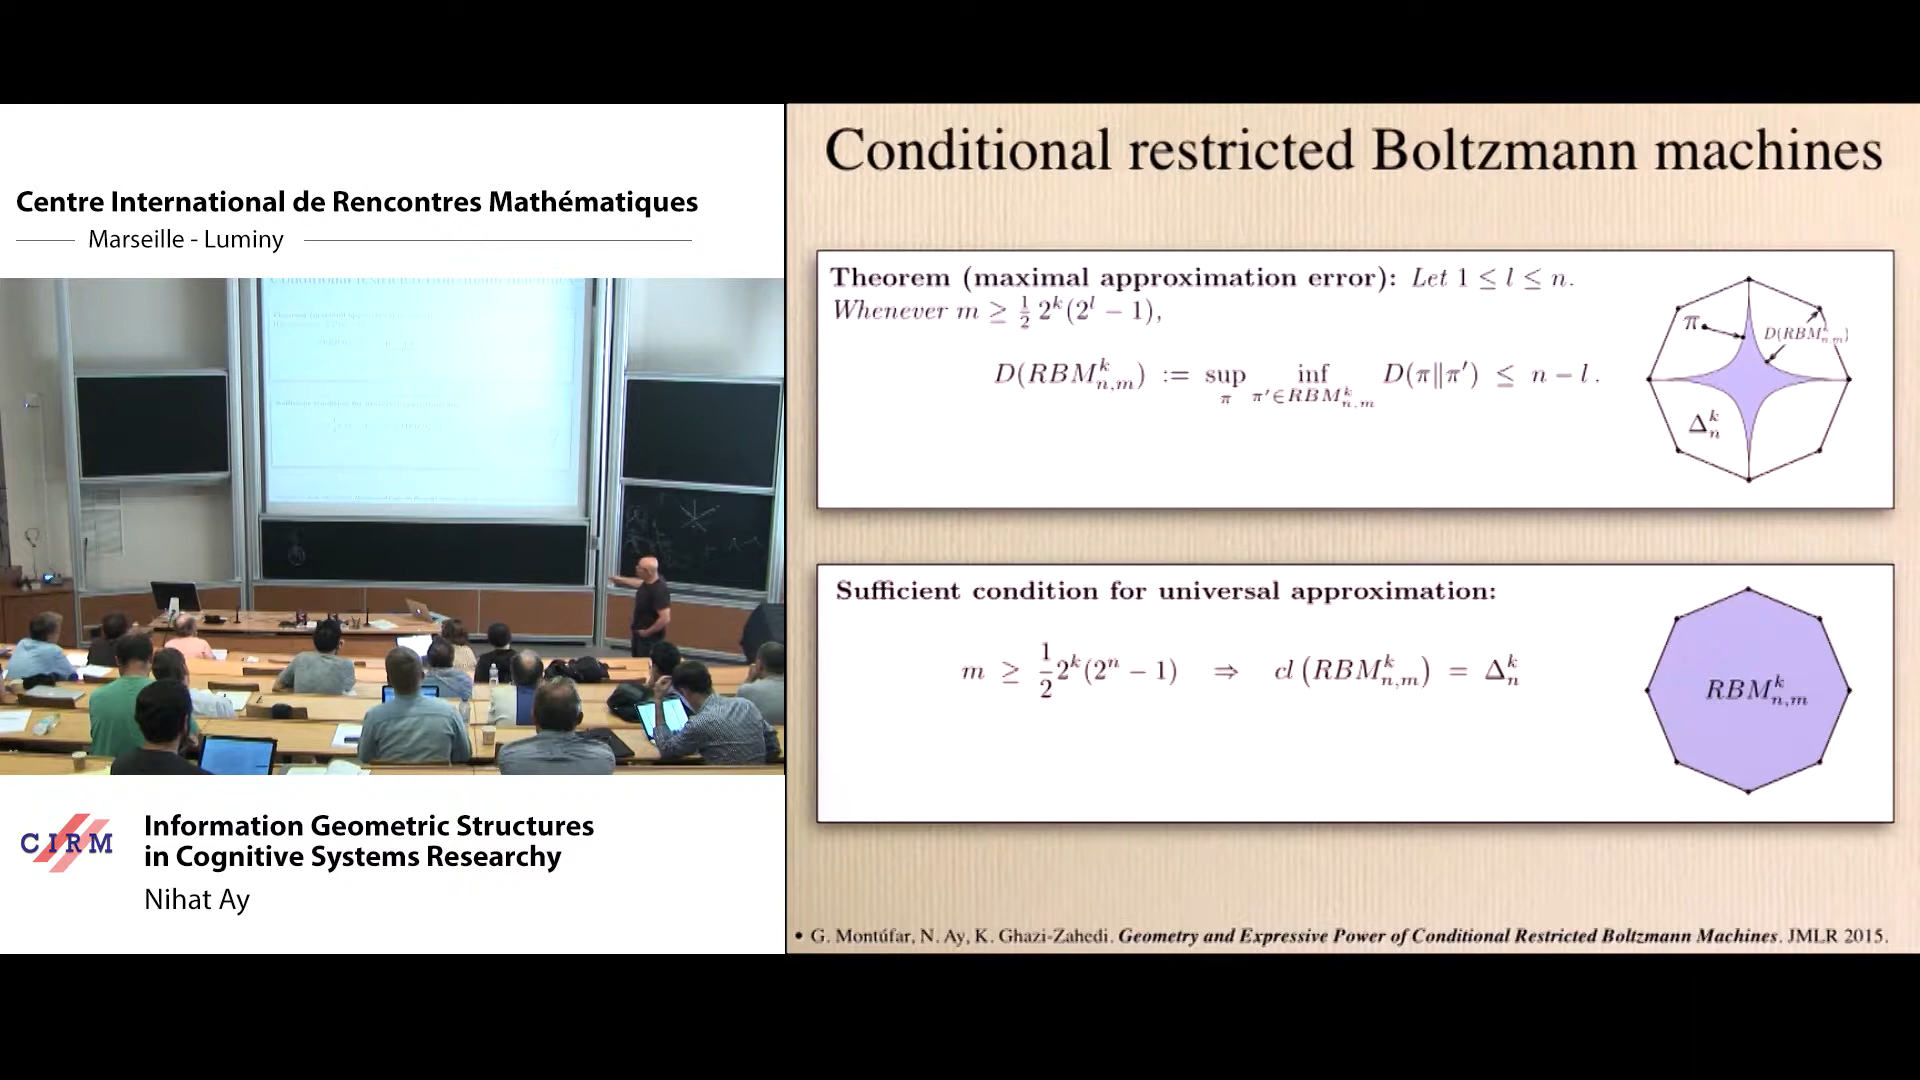 Centre International de Rencontres Mathématiques
Marseille - Luminy
CIRM
Information Geometric Structures
in Cognitive Systems Researchy
Nihat Ay
Conditional restricted Boltzmann machines
Theorem (maximal approximation error): Let 1 ≤ l ≤ n.
Whenever m ≥ ½ 2^k(2^l − 1),
D(RBM^k_{n,m}) := sup_π inf_{π′∈RBM^k_{n,m}} D(π‖π′) ≤ n − l.
π
D(RBM^k_{n,m})
Δ^k_n
Sufficient condition for universal approximation:
m ≥ ½2^k(2^n − 1) ⇒ cl(RBM^k_{n,m}) = Δ^k_n
RBM^k_{n,m}
• G. Montúfar, N. Ay, K. Ghazi-Zahedi. Geometry and Expressive Power of Conditional Restricted Boltzmann Machines. JMLR 2015.